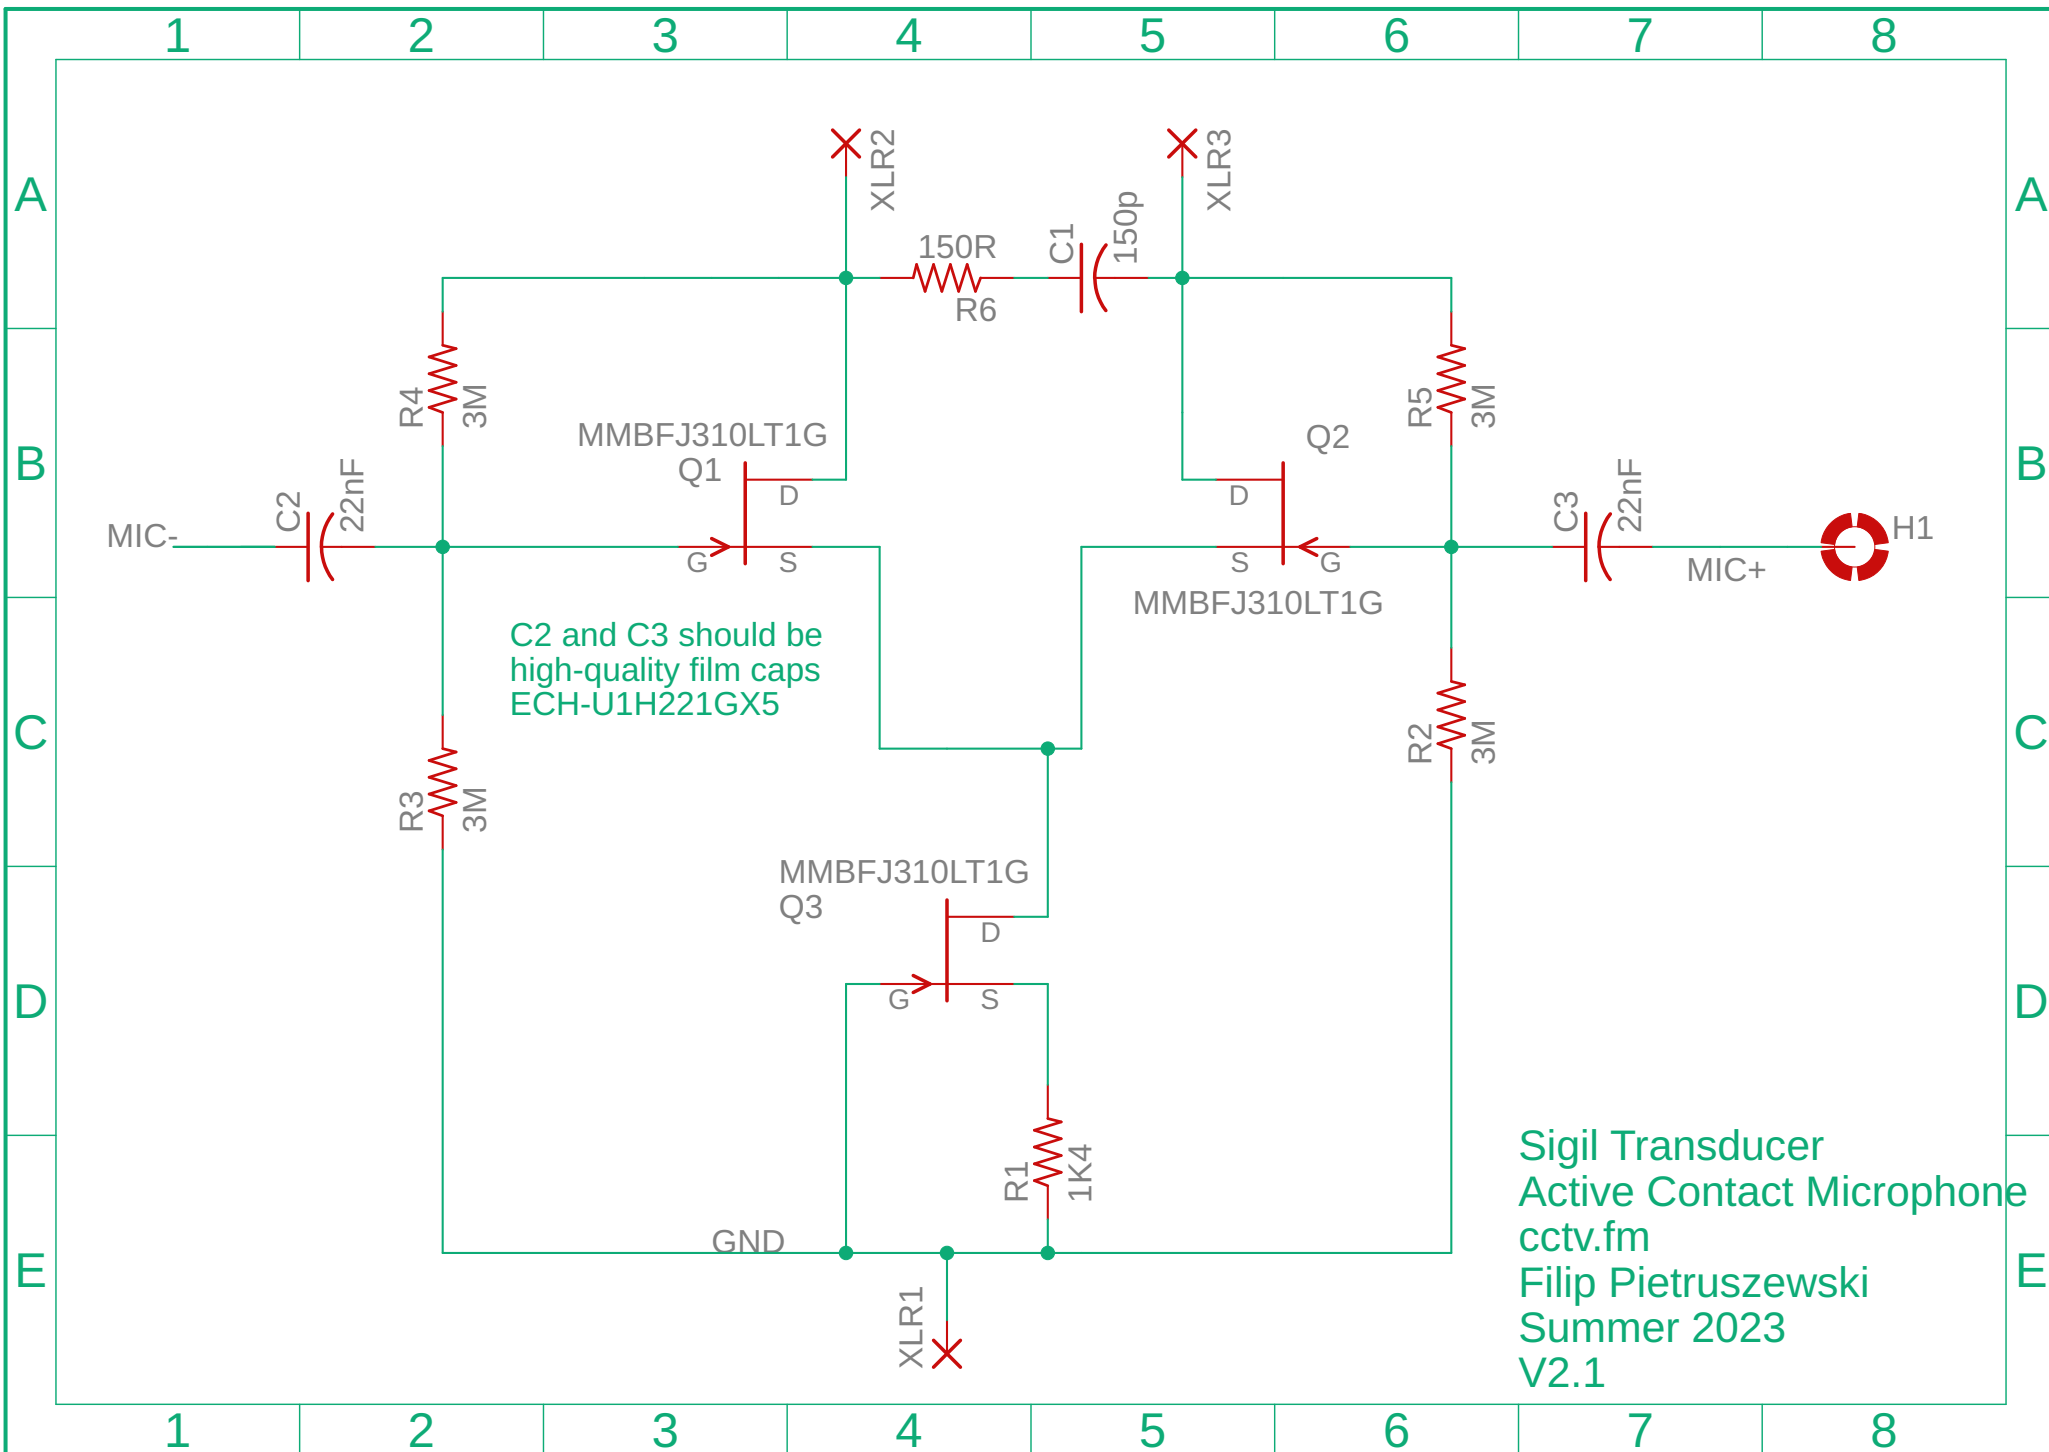 1 2 3 4 5 6 7 8
A A
XLR2
XLR3
150R
R6
C1
150p
B B
R4
3M
R5
3M
MMBFJ310LT1G
Q1
D
G
S
Q2
D
S
G
MMBFJ310LT1G
MIC-
C2
22nF
C3
22nF
MIC+
H1
C C
C2 and C3 should be
high-quality film caps
ECH-U1H221GX5
R3
3M
R2
3M
D D
MMBFJ310LT1G
Q3
D
G
S
E E
R1
1K4
GND
XLR1
Sigil Transducer
Active Contact Microphone
cctv.fm
Filip Pietruszewski
Summer 2023
V2.1
1 2 3 4 5 6 7 8